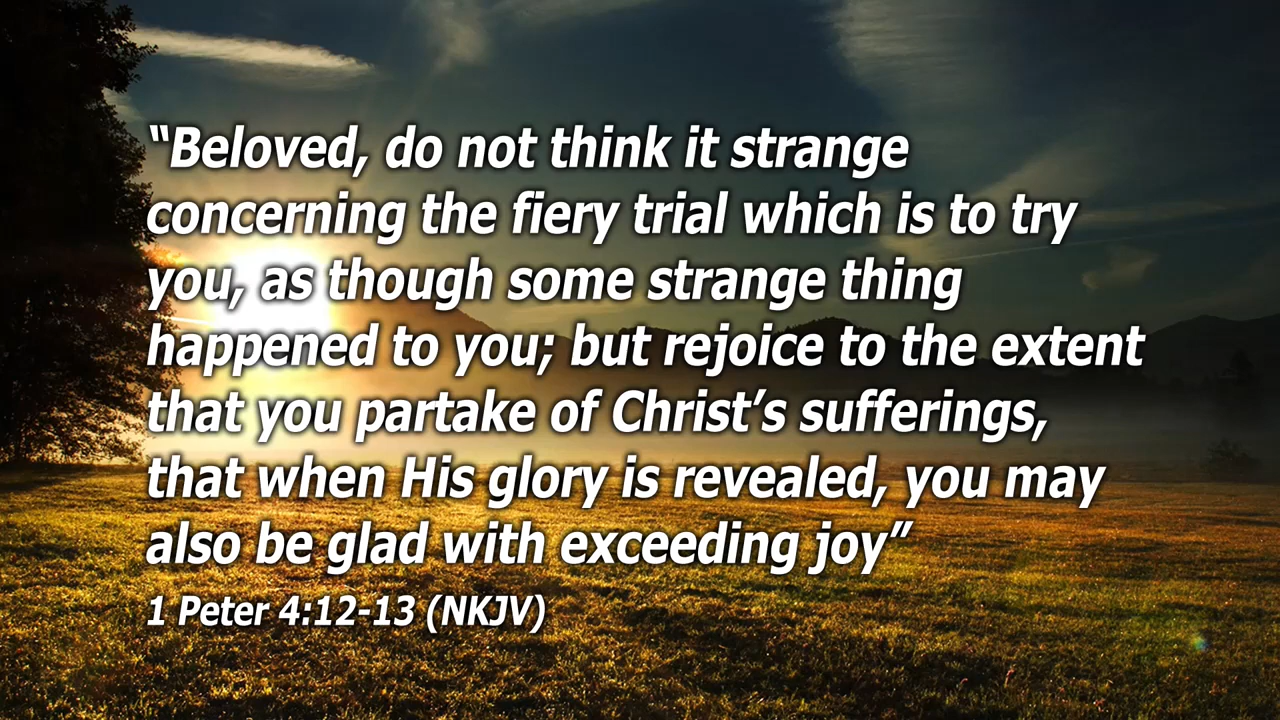 “Beloved, do not think it strange
concerning the fiery trial which is to try
you, as though some strange thing
happened to you; but rejoice to the extent
that you partake of Christ’s sufferings,
that when His glory is revealed, you may
also be glad with exceeding joy”
1 Peter 4:12-13 (NKJV)